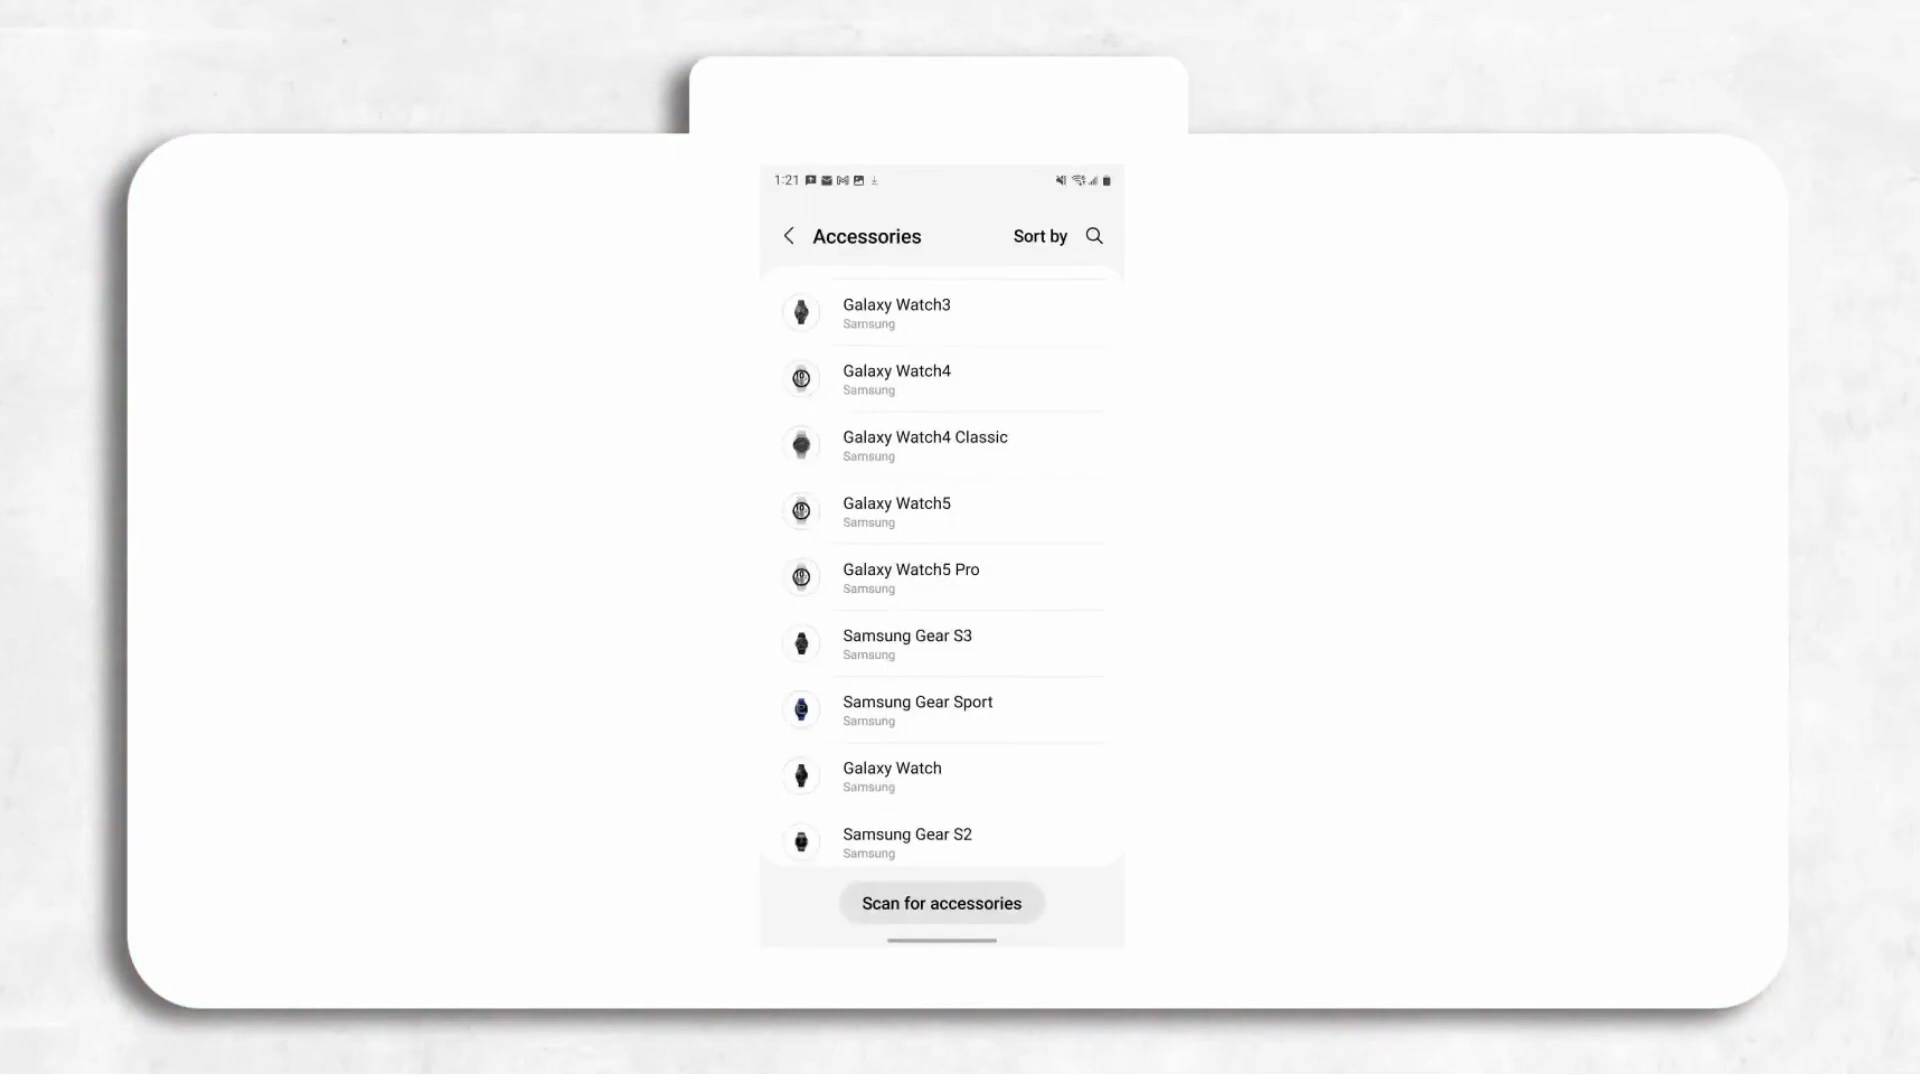 1:21
Accessories
Sort by
Galaxy Watch3
Samsung
Galaxy Watch4
Samsung
Galaxy Watch4 Classic
Samsung
Galaxy Watch5
Samsung
Galaxy Watch5 Pro
Samsung
Samsung Gear S3
Samsung
Samsung Gear Sport
Samsung
Galaxy Watch
Samsung
Samsung Gear S2
Samsung
Scan for accessories